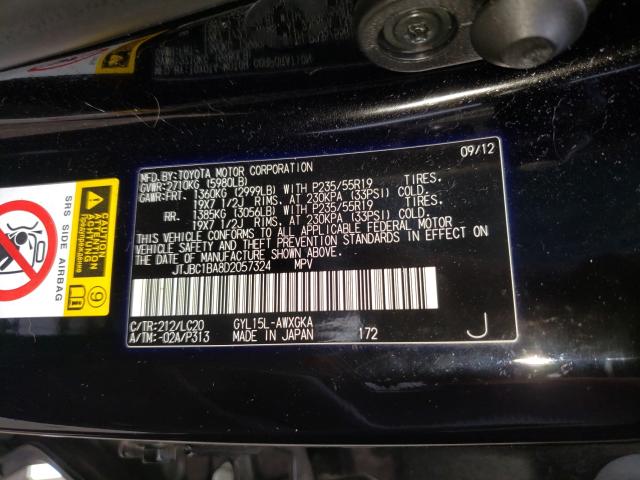 MFD.BY:TOYOTA MOTOR CORPORATION 09/12
GVWR:2710KG (5980LB)
GAWR:FRT. 1360KG (2999LB) WITH P235/55R19 TIRES.
19X7 1/2J RIMS, AT 230KPA (33PSI) COLD.
RR. 1385KG (3056LB) WITH P235/55R19 TIRES.
19X7 1/2J RIMS, AT 230KPA (33PSI) COLD.
THIS VEHICLE CONFORMS TO ALL APPLICABLE FEDERAL MOTOR
VEHICLE SAFETY AND THEFT PREVENTION STANDARDS IN EFFECT ON
THE DATE OF MANUFACTURE SHOWN ABOVE.
JTJBC1BA8D2057324 MPV
C/TR:212/LC20 GYL15L-AWXGKA
A/TM:-02A/P313 MADE IN JAPAN 172 J
SRS SIDE AIRBAG
CAUTION
ATTENTION
9